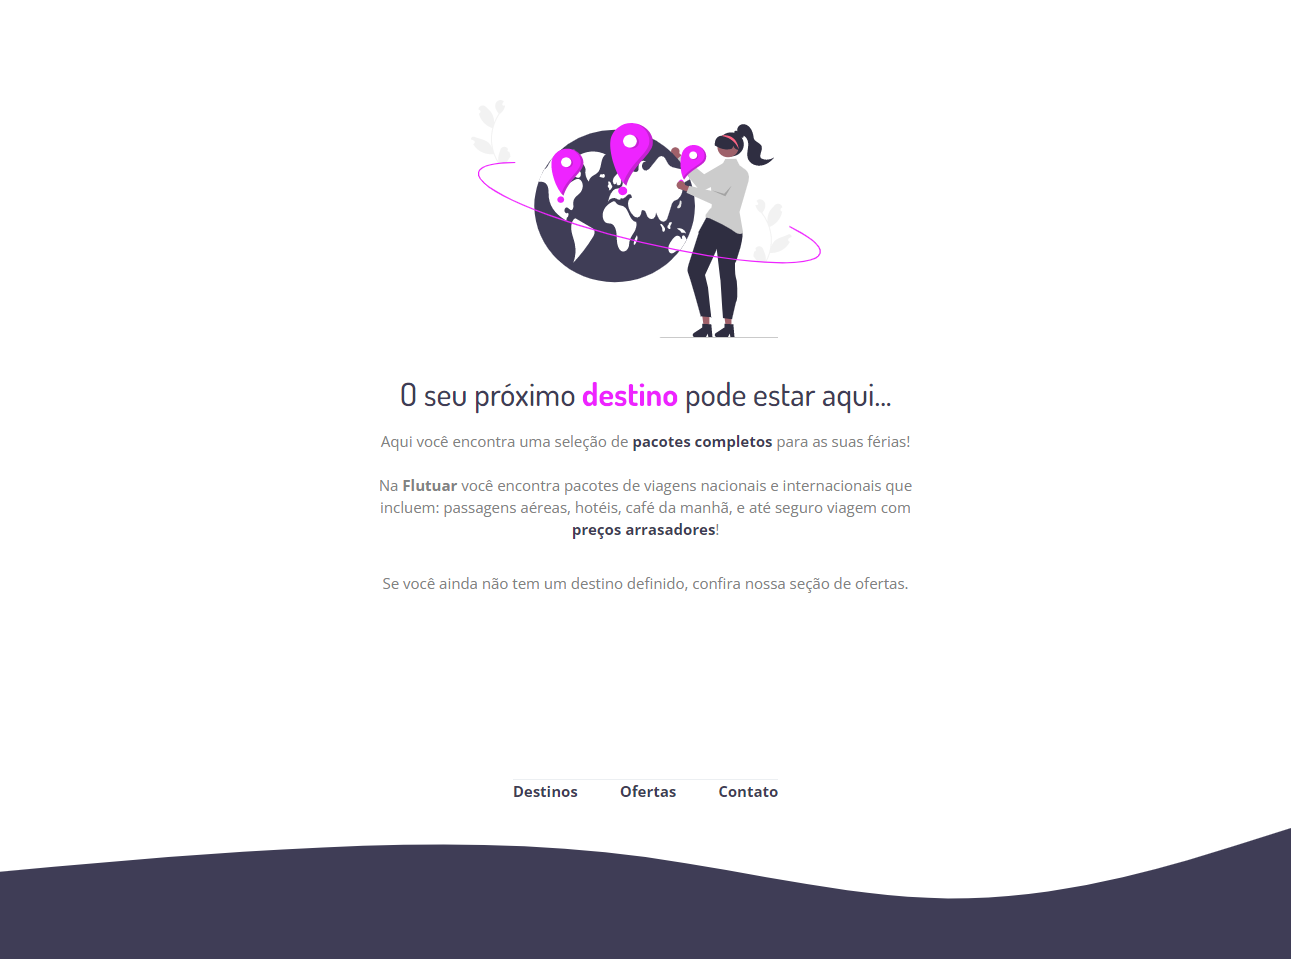 O seu próximo destino pode estar aqui...
Aqui você encontra uma seleção de pacotes completos para as suas férias!
Na Flutuar você encontra pacotes de viagens nacionais e internacionais que
incluem: passagens aéreas, hotéis, café da manhã, e até seguro viagem com
preços arrasadores!
Se você ainda não tem um destino definido, confira nossa seção de ofertas.
Destinos Ofertas Contato